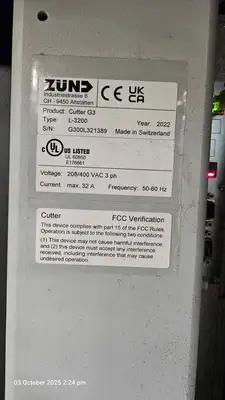 ZÜND
Industriestrasse 8
CH - 9450 Altstätten
CE UK
CA
Product: Cutter G3
Type: L-3200 Year: 2022
S/N: G300L321389 Made in Switzerland
c UL US LISTED
UL 60950
E176661
Voltage: 208/400 VAC 3 ph
Current: max. 32 A Frequency: 50-60 Hz
Cutter FCC Verification
This device complies with part 15 of the FCC Rules.
Operation is subject to the following two conditions:
(1) This device may not cause harmful interference,
and (2) this device must accept any interference
received, including interference that may cause
undesired operation.
03 October 2025 2:24 pm